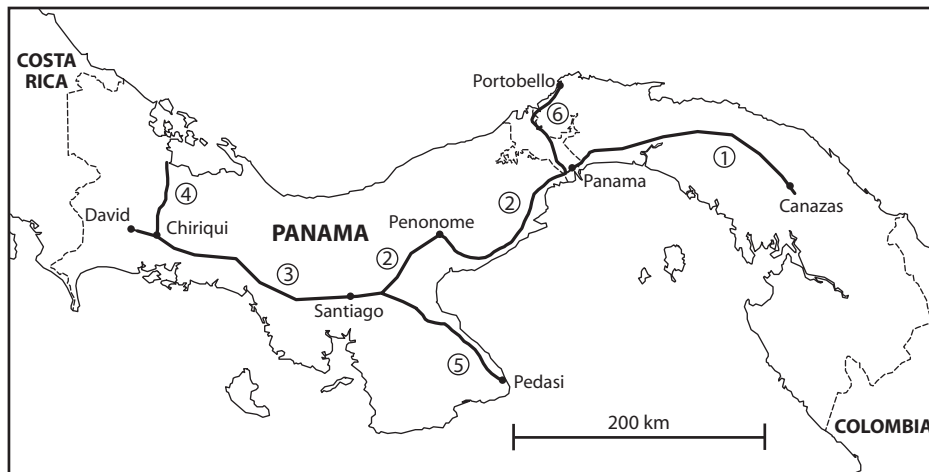 COSTA
RICA
Portobello
⑥
①
Panama
④
②
Canazas
David
Chiriqui
PANAMA
Penonome
②
③
Santiago
⑤
Pedasi
200 km
COLOMBIA